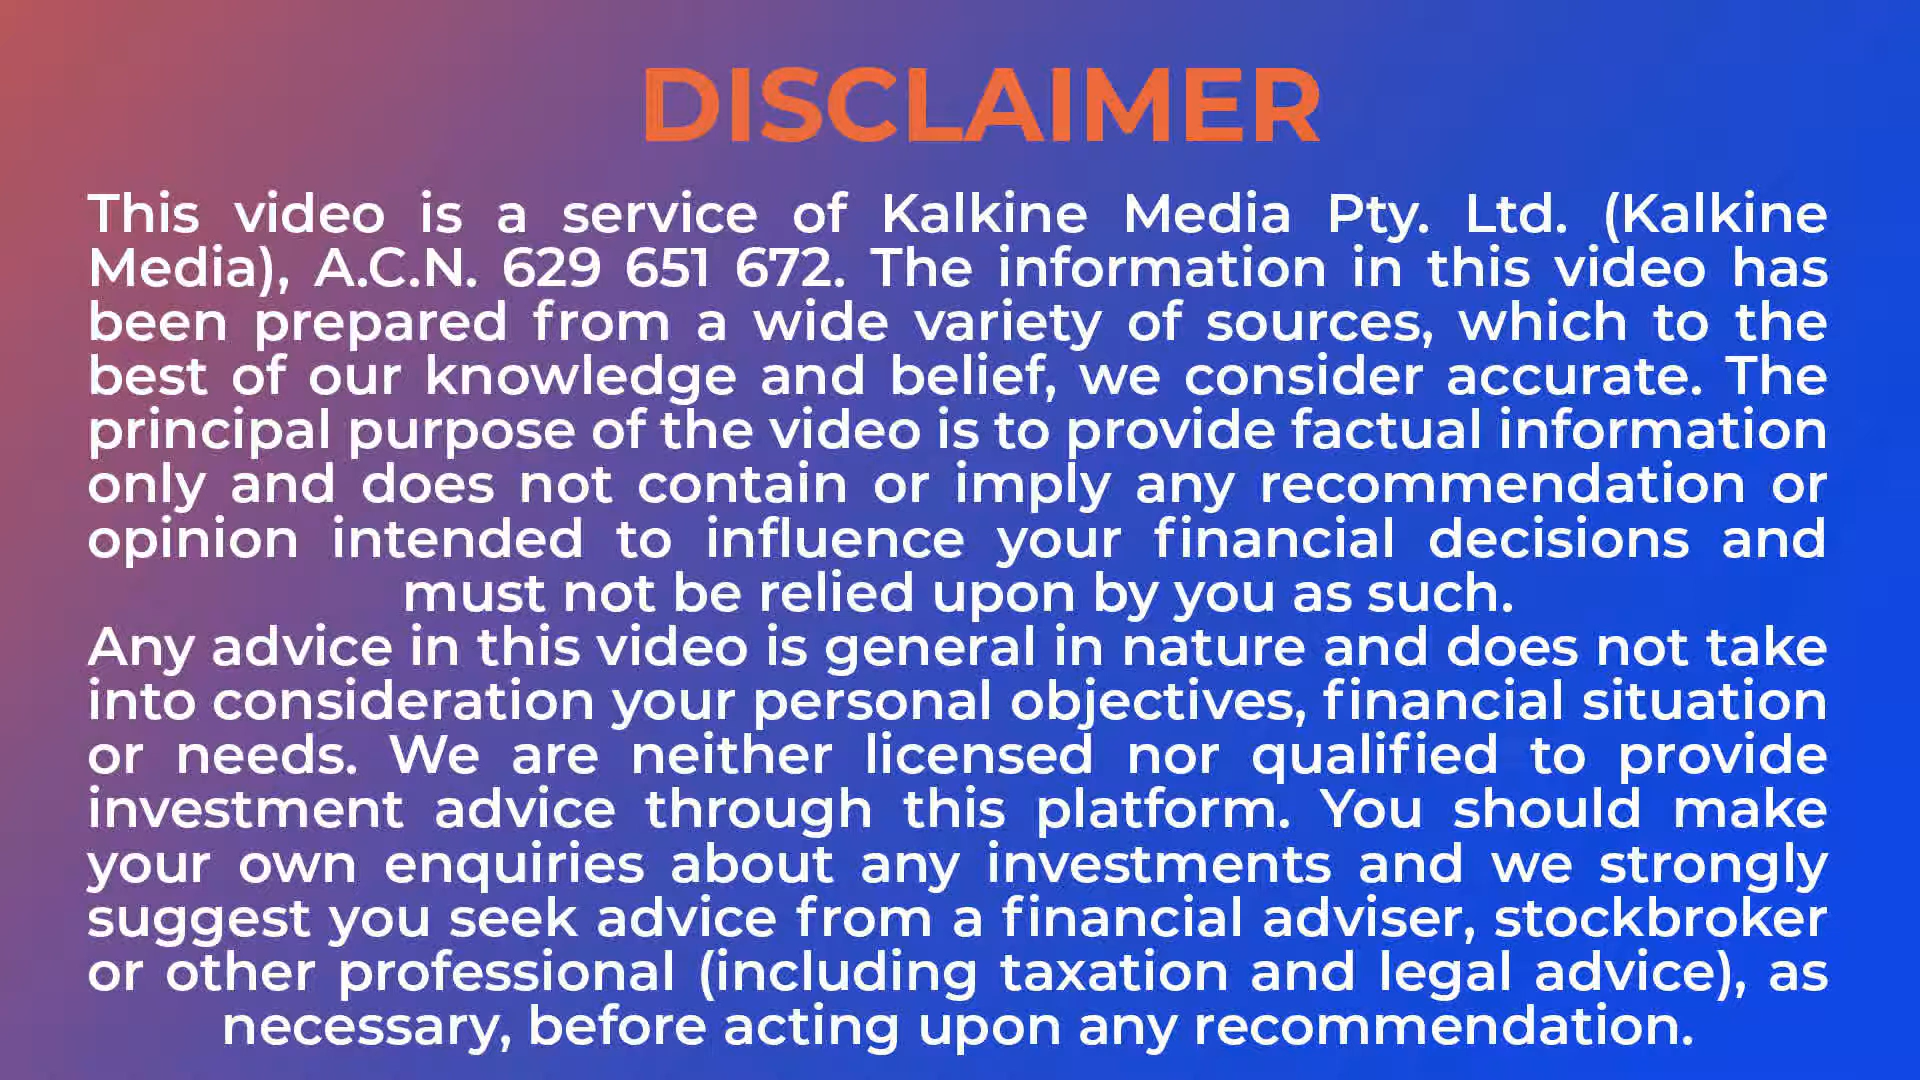 DISCLAIMER
This video is a service of Kalkine Media Pty. Ltd. (Kalkine
Media), A.C.N. 629 651 672. The information in this video has
been prepared from a wide variety of sources, which to the
best of our knowledge and belief, we consider accurate. The
principal purpose of the video is to provide factual information
only and does not contain or imply any recommendation or
opinion intended to influence your financial decisions and
must not be relied upon by you as such.
Any advice in this video is general in nature and does not take
into consideration your personal objectives, financial situation
or needs. We are neither licensed nor qualified to provide
investment advice through this platform. You should make
your own enquiries about any investments and we strongly
suggest you seek advice from a financial adviser, stockbroker
or other professional (including taxation and legal advice), as
necessary, before acting upon any recommendation.